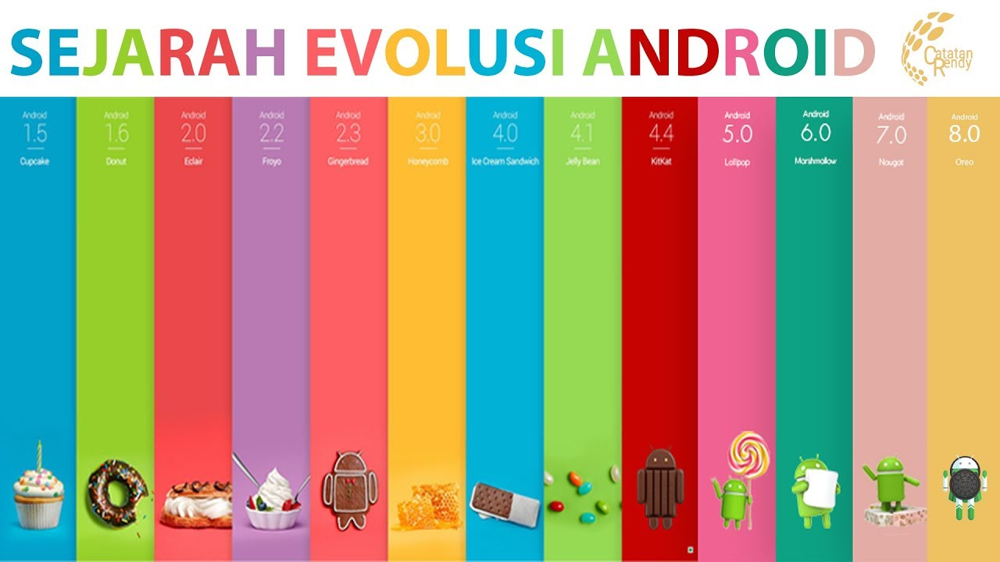 SEJARAH EVOLUSI ANDROID
Catatan
Rendy
Android
1.5
Cupcake
Android
1.6
Donut
Android
2.0
Eclair
Android
2.2
Froyo
Android
2.3
Gingerbread
Android
3.0
Honeycomb
Android
4.0
Ice Cream Sandwich
Android
4.1
Jelly Bean
Android
4.4
KitKat
Android
5.0
Lollipop
Android
6.0
Marshmallow
Android
7.0
Nougat
Android
8.0
Oreo
OREO